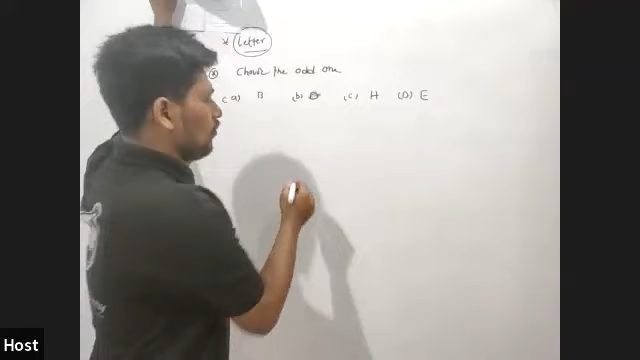 * Letter
Choose the odd one
(a) B (b) (c) H (D) E
Host